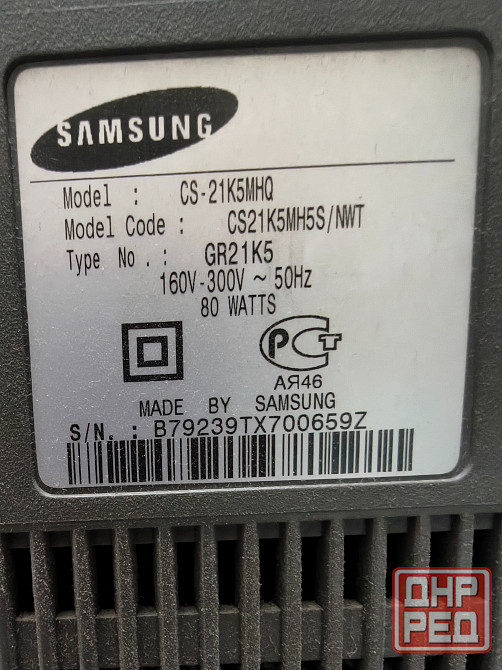 SAMSUNG
Model : CS-21K5MHQ
Model Code : CS21K5MH5S/NWT
Type No . : GR21K5
160V-300V ~ 50Hz
80 WATTS
РСТ
АЯ46
MADE BY SAMSUNG
S/N. : B79239TX700659Z
ДНР
РЕД